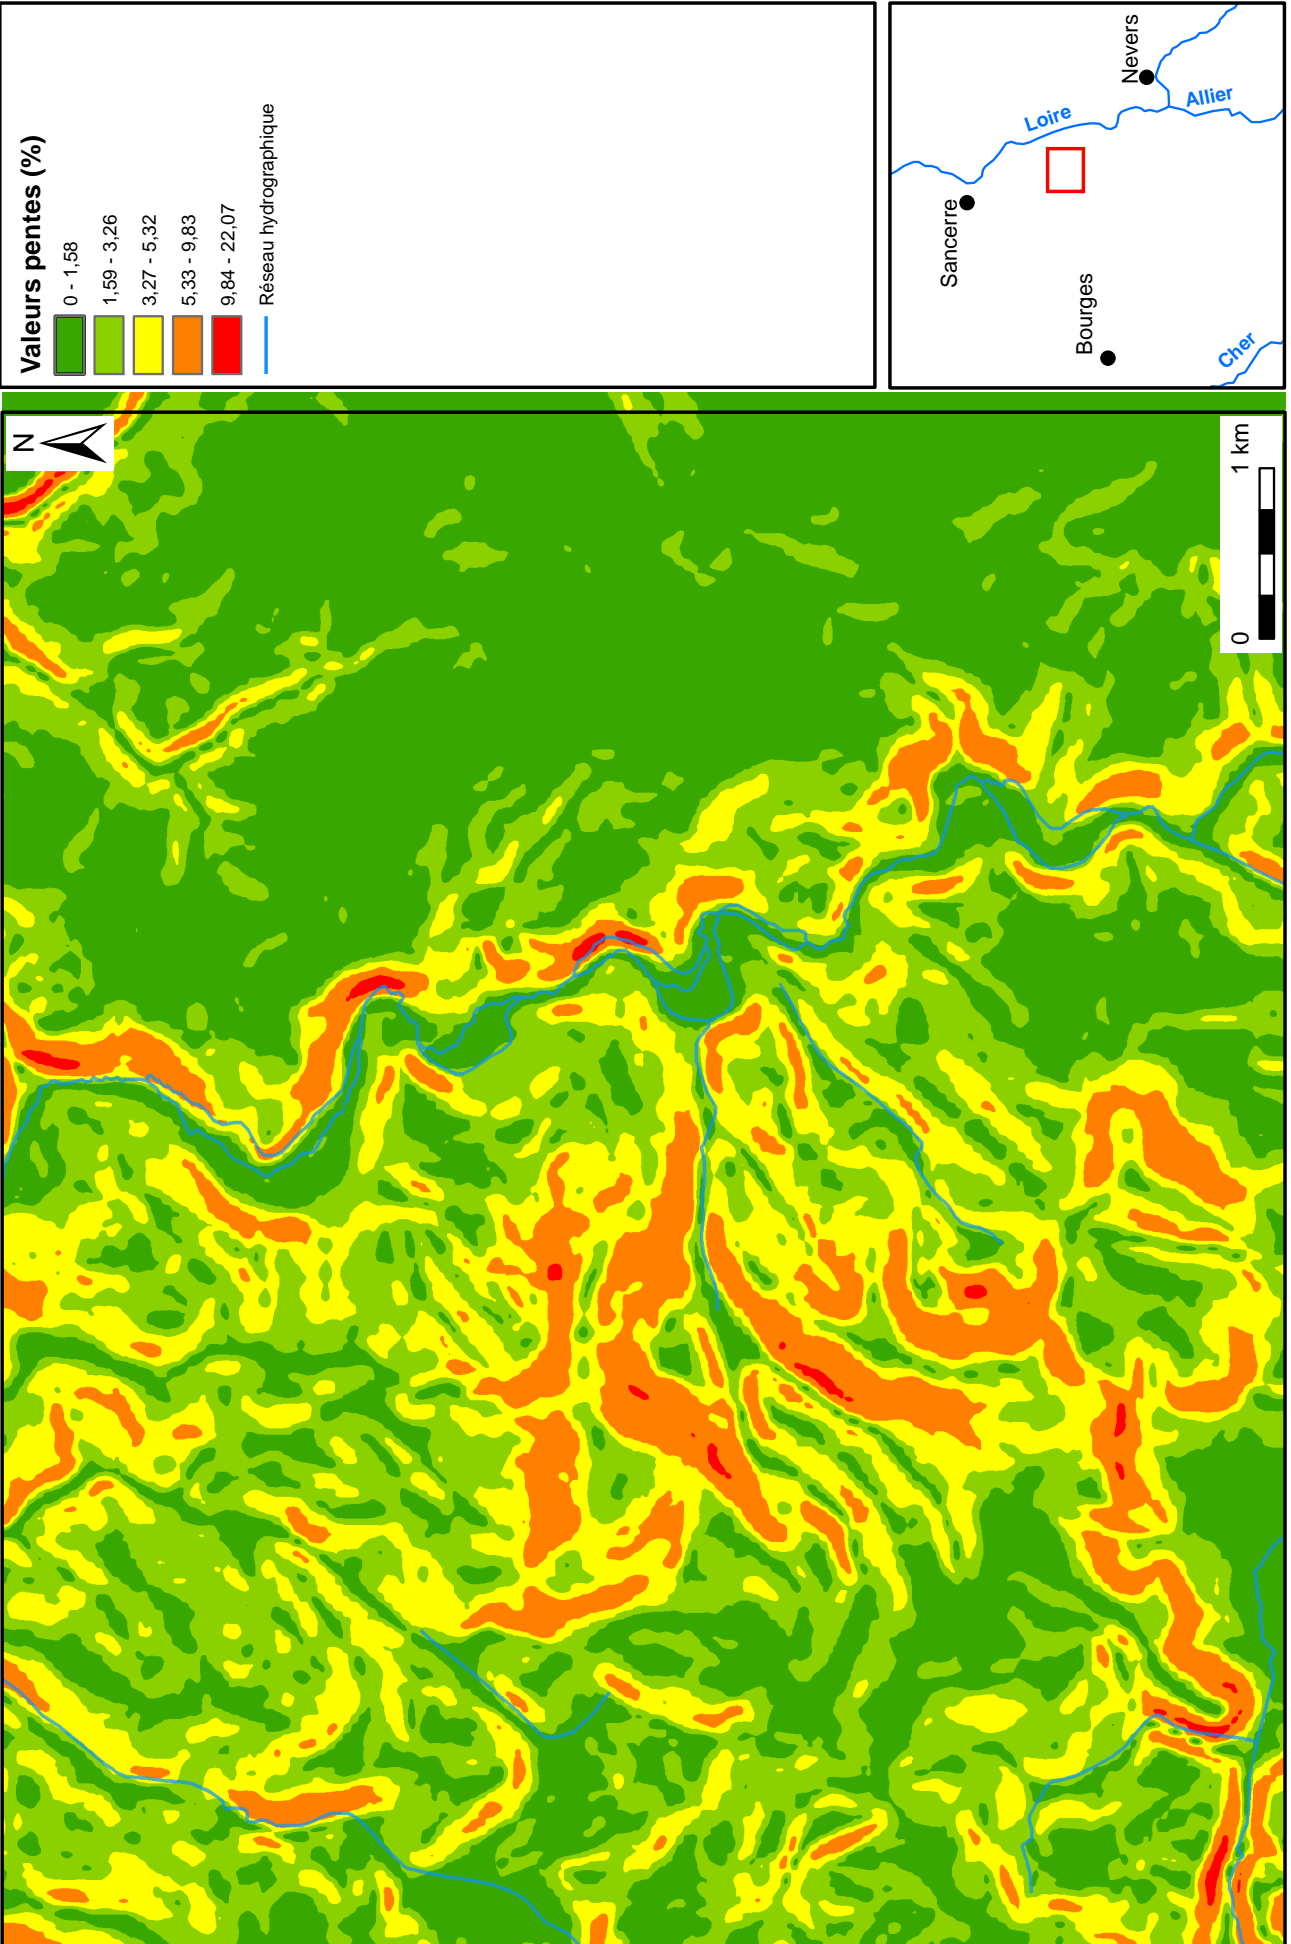 Valeurs pentes (%)
0 - 1,58
1,59 - 3,26
3,27 - 5,32
5,33 - 9,83
9,84 - 22,07
Réseau hydrographique
Nevers
Allier
Loire
Sancerre
Bourges
Cher
N
0 1 km